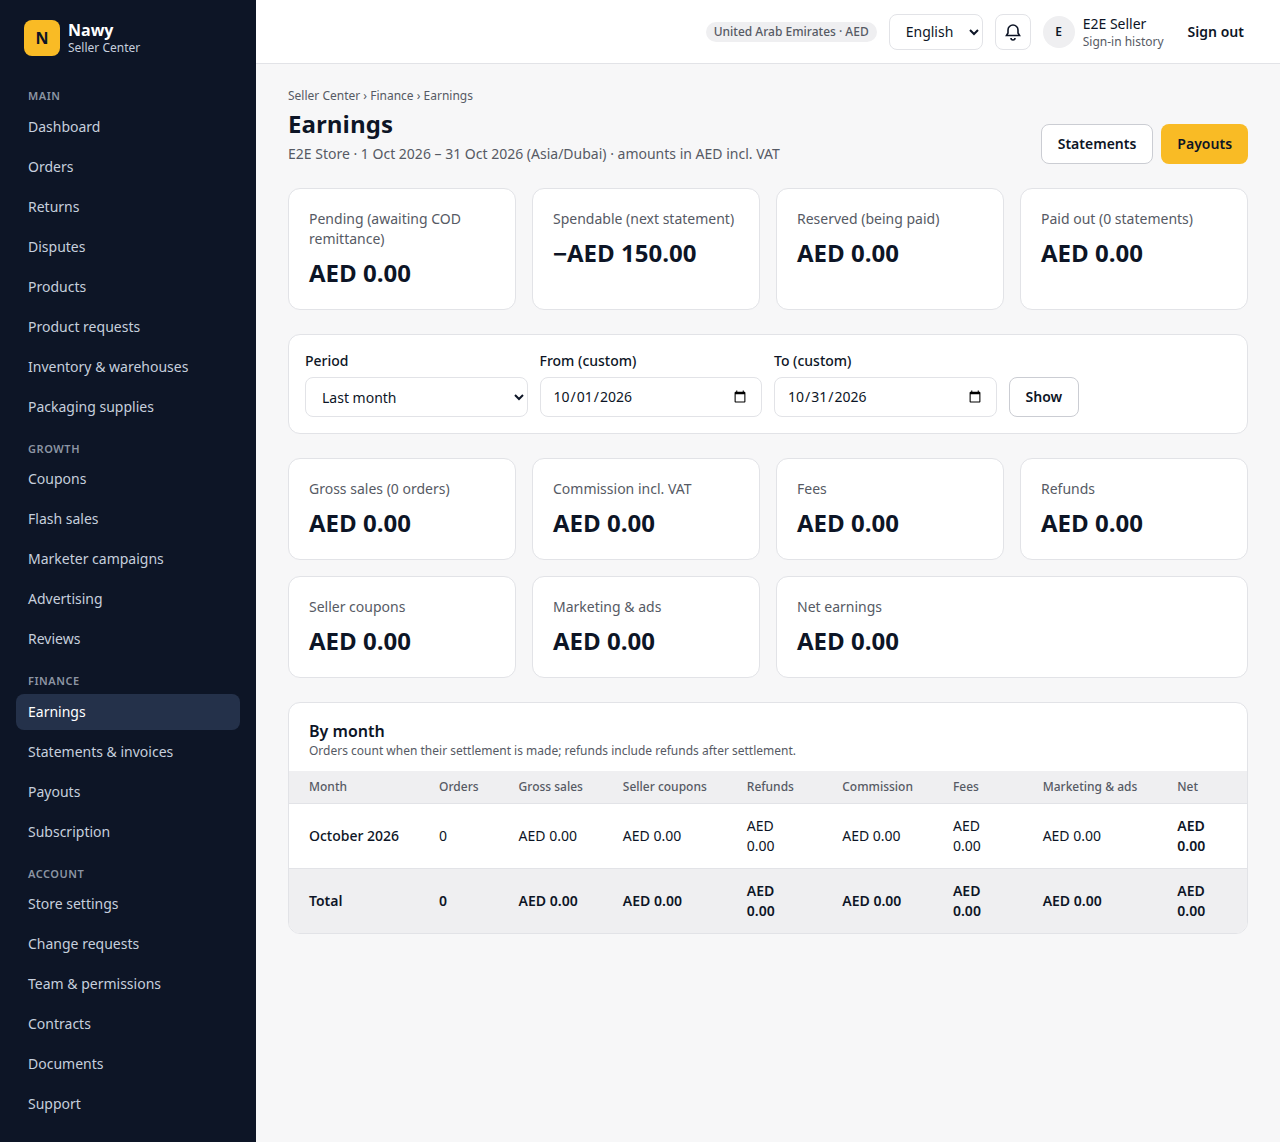 N
Nawy
Seller Center
MAIN
Dashboard
Orders
Returns
Disputes
Products
Product requests
Inventory & warehouses
Packaging supplies
GROWTH
Coupons
Flash sales
Marketer campaigns
Advertising
Reviews
FINANCE
Earnings
Statements & invoices
Payouts
Subscription
ACCOUNT
Store settings
Change requests
Team & permissions
Contracts
Documents
Support
United Arab Emirates · AED
English
E
E2E Seller
Sign-in history
Sign out
Seller Center › Finance › Earnings
Earnings
E2E Store · 1 Oct 2026 – 31 Oct 2026 (Asia/Dubai) · amounts in AED incl. VAT
Statements
Payouts
Pending (awaiting COD
remittance)
AED 0.00
Spendable (next statement)
−AED 150.00
Reserved (being paid)
AED 0.00
Paid out (0 statements)
AED 0.00
Period
Last month
From (custom)
10/01/2026
To (custom)
10/31/2026
Show
Gross sales (0 orders)
AED 0.00
Commission incl. VAT
AED 0.00
Fees
AED 0.00
Refunds
AED 0.00
Seller coupons
AED 0.00
Marketing & ads
AED 0.00
Net earnings
AED 0.00
By month
Orders count when their settlement is made; refunds include refunds after settlement.
Month Orders Gross sales Seller coupons Refunds Commission Fees Marketing & ads Net
October 2026 0 AED 0.00 AED 0.00 AED 0.00 AED 0.00 AED 0.00 AED 0.00 AED 0.00
Total 0 AED 0.00 AED 0.00 AED 0.00 AED 0.00 AED 0.00 AED 0.00 AED 0.00